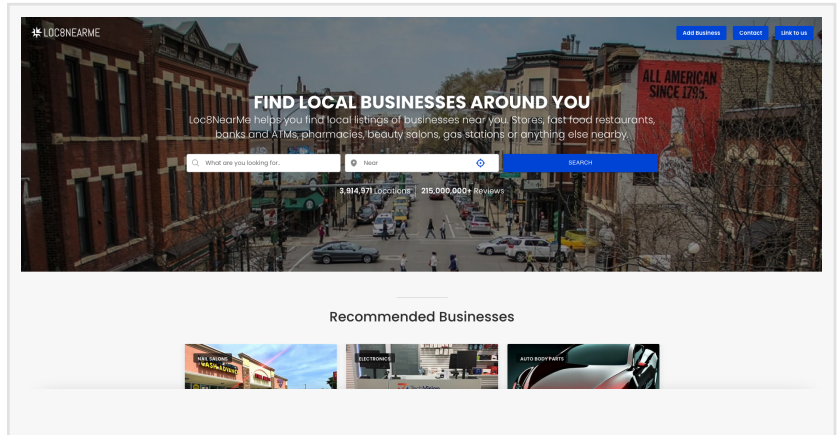 LOC8NEARME
Add Business
Contact
Link to us
ALL AMERICAN
SINCE 1795.
FIND LOCAL BUSINESSES AROUND YOU
Loc8NearMe helps you find local listings of businesses near you. Stores, fast food restaurants,
banks and ATMs, pharmacies, beauty salons, gas stations or anything else nearby.
What are you looking for..
Near
SEARCH
3,914,971 Locations
215,000,000+ Reviews
Recommended Businesses
NAIL SALONS
ELECTRONICS
AUTO BODY PARTS